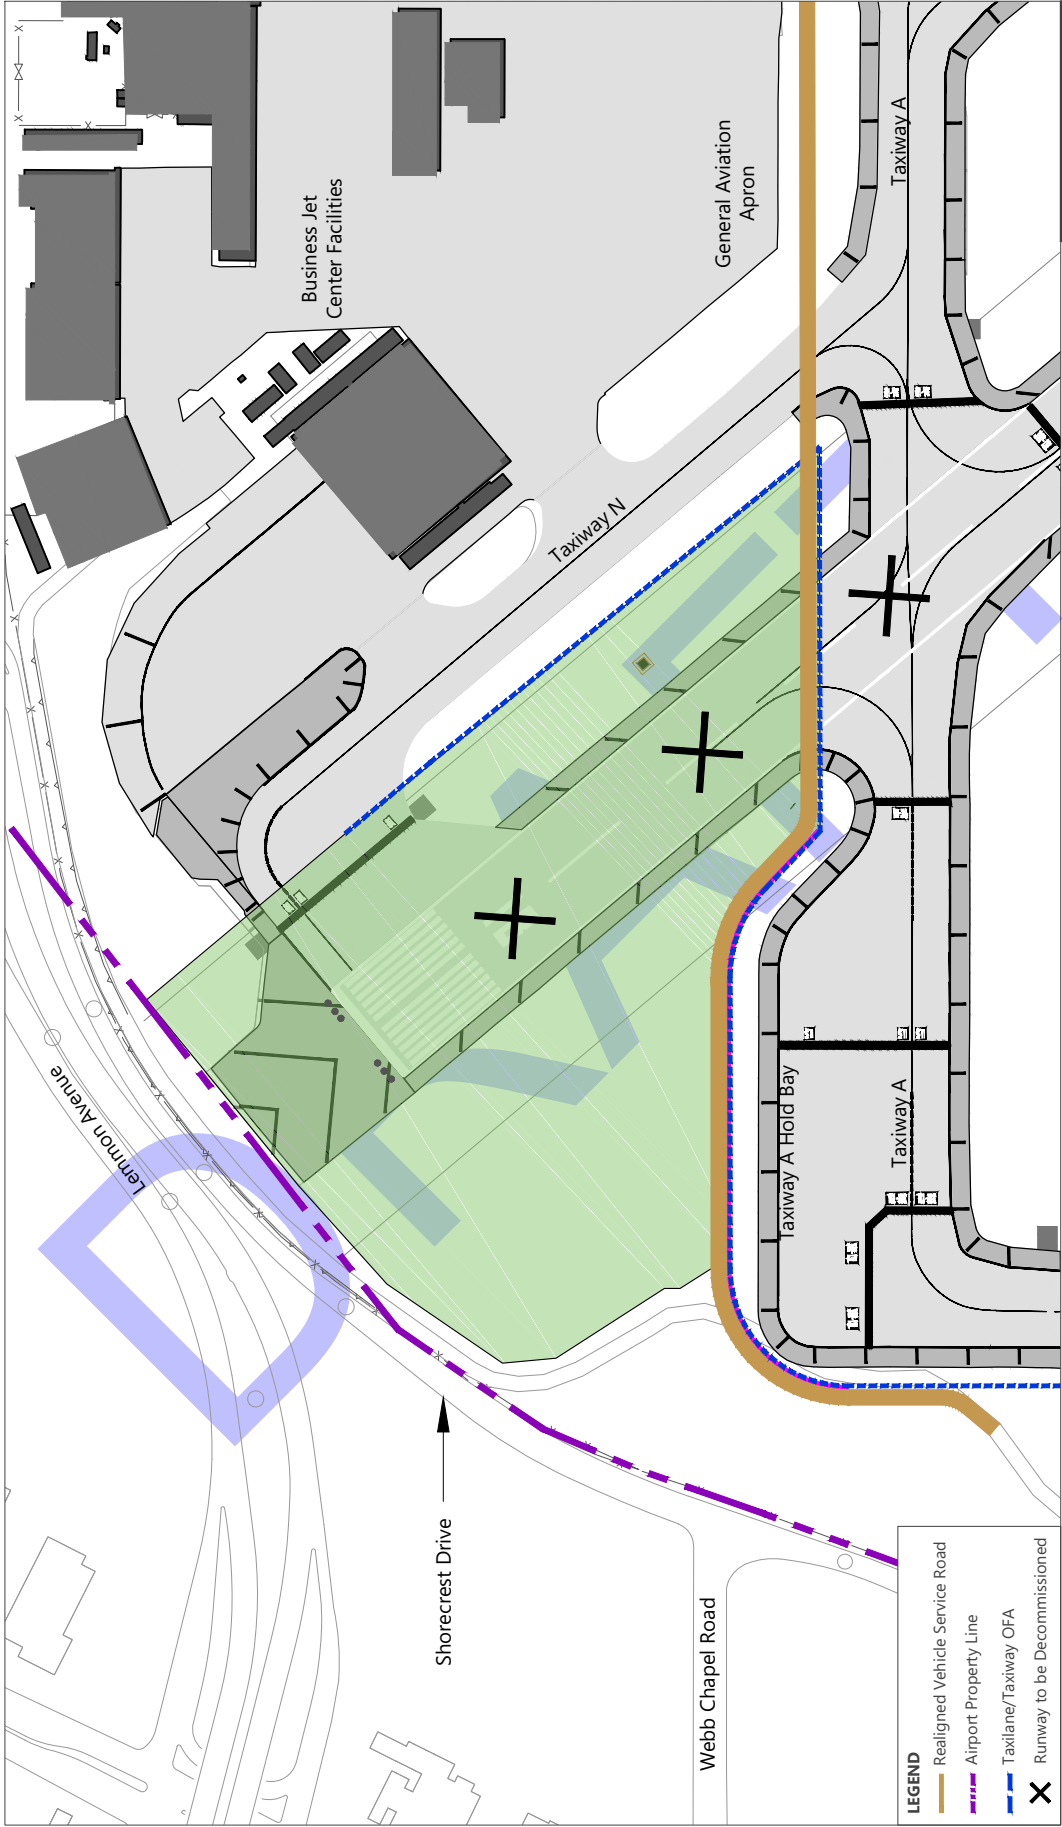 Business Jet
Center Facilities
General Aviation
Apron
Taxiway A
Taxiway N
Lemmon Avenue
Taxiway A Hold Bay
Taxiway A
Shorecrest Drive
Webb Chapel Road
LEGEND
Realigned Vehicle Service Road
Airport Property Line
Taxilane/Taxiway OFA
Runway to be Decommissioned